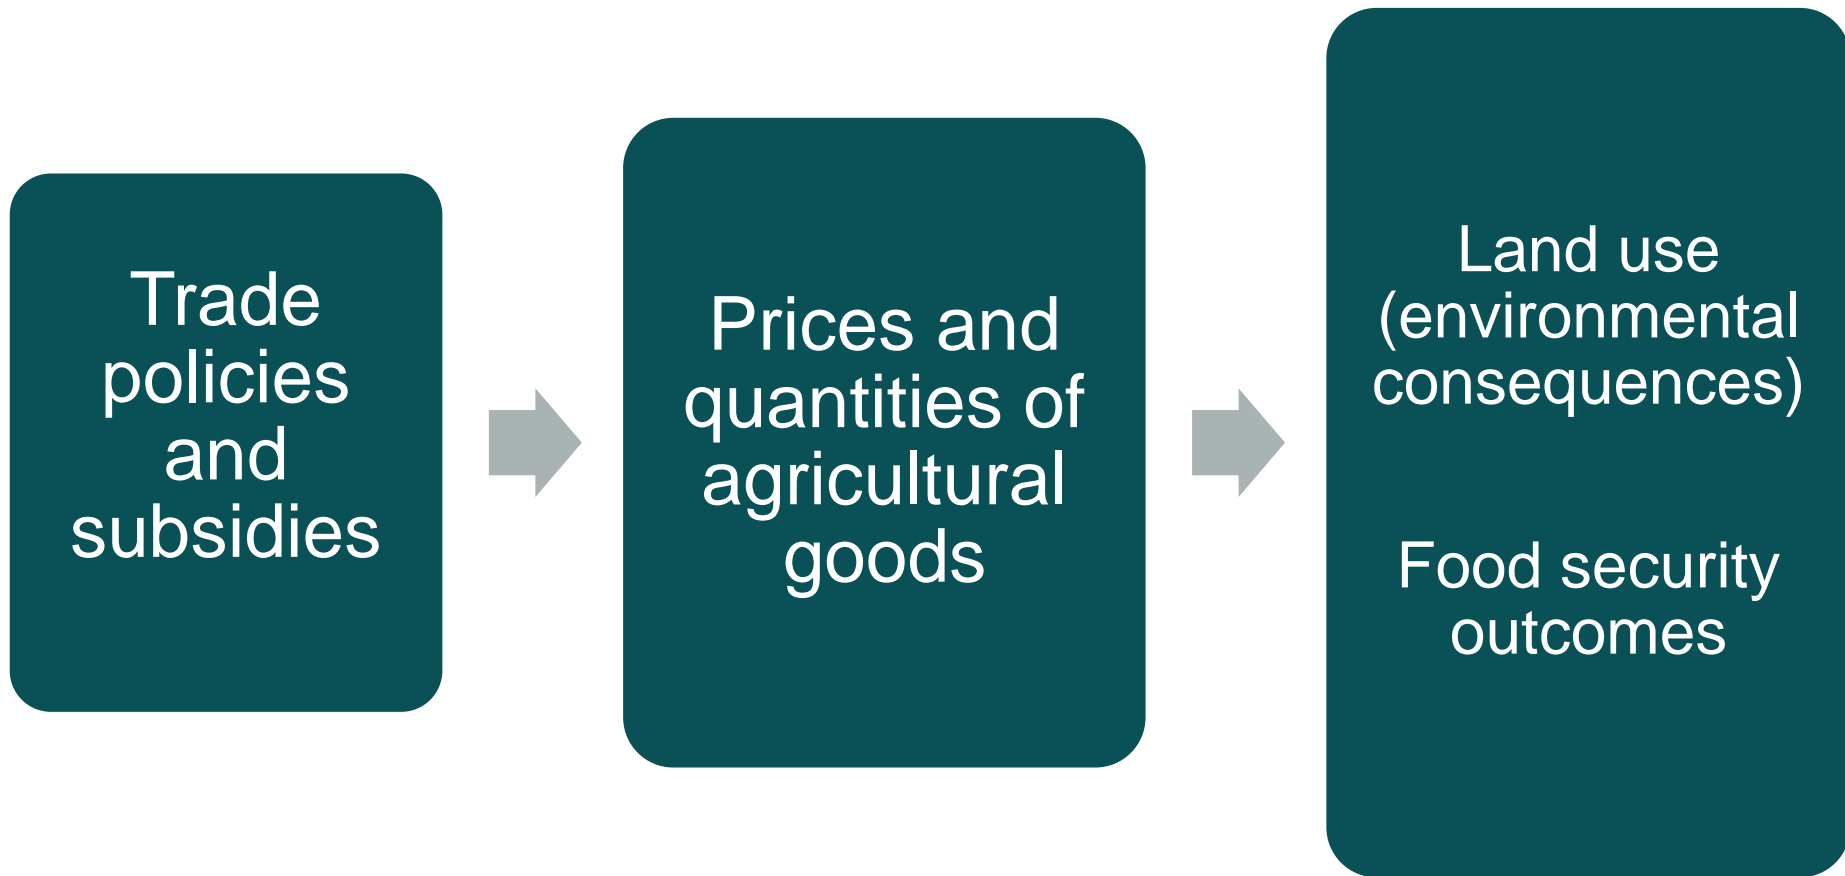 Trade
policies
and
subsidies
Prices and
quantities of
agricultural
goods
Land use
(environmental
consequences)
Food security
outcomes